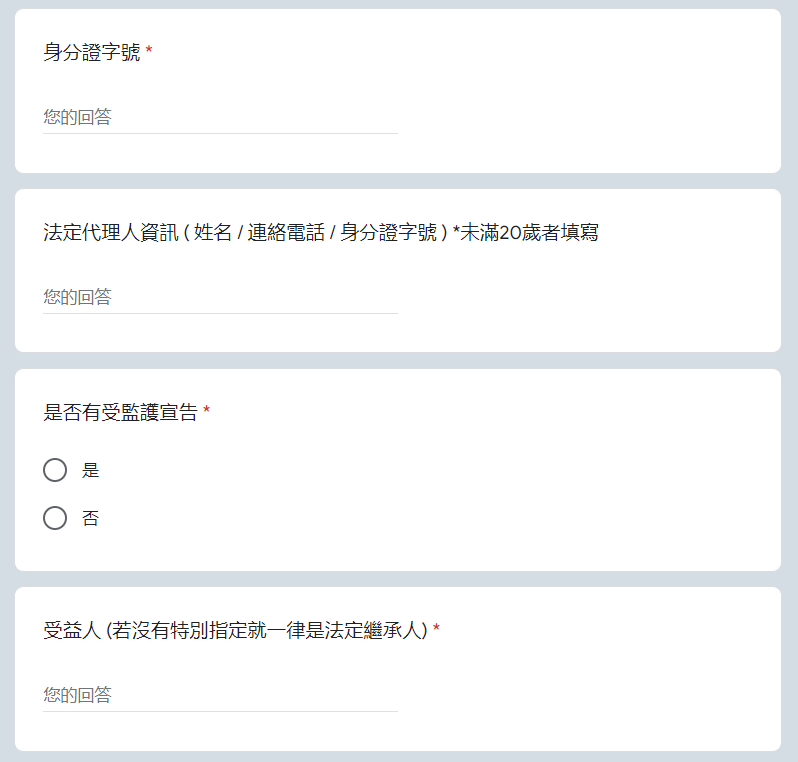 身分證字號 *
您的回答
法定代理人資訊 ( 姓名 / 連絡電話 / 身分證字號 ) *未滿20歲者填寫
您的回答
是否有受監護宣告 *
是
否
受益人 (若沒有特別指定就一律是法定繼承人) *
您的回答